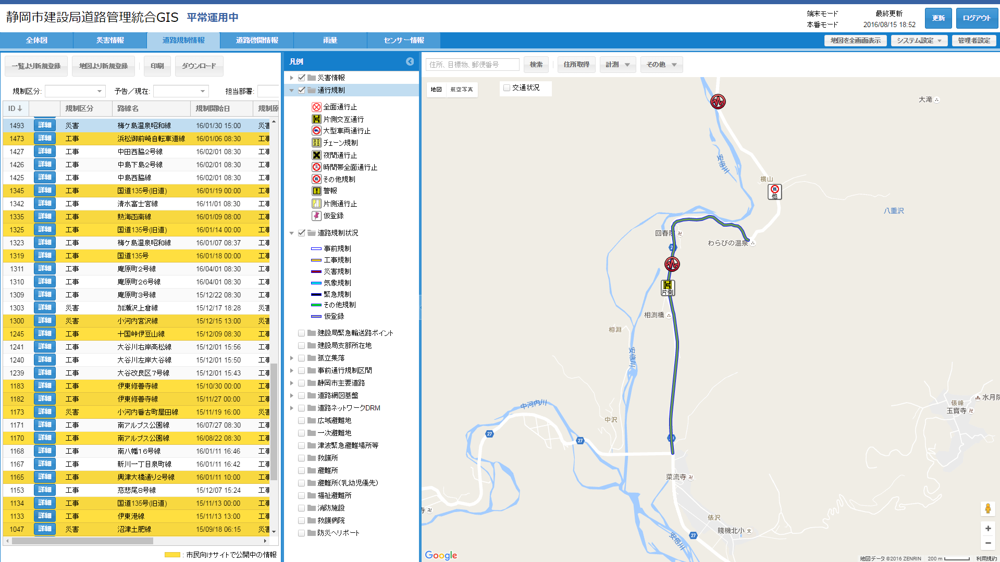 静岡市建設局道路管理統合GIS 平常運用中
端末モード
本番モード
最終更新
2016/08/15 18:52
更新
ログアウト
全体図 災害情報 道路規制情報 道路啓開情報 雨量 センサー情報
地図を全画面表示 システム設定 管理者設定
一覧より新規登録 地図より新規登録 印刷 ダウンロード
規制区分: 予告／現在: 担当部署:
ID 規制区分 路線名 規制開始日 規制原
1493 詳細 災害 梅ケ島温泉昭和線 16/01/30 15:00 災害
1473 詳細 工事 浜松御前崎自転車道線 16/01/06 08:30 工事
1427 詳細 工事 中田西脇2号線 16/02/01 08:30 工事
1426 詳細 工事 中島下島2号線 16/02/01 08:30 工事
1425 詳細 工事 中島西脇線 16/02/01 08:30 工事
1345 詳細 工事 国道135号(旧道) 16/01/19 00:00 工事
1342 詳細 工事 清水富士宮線 16/11/01 08:30 工事
1335 詳細 工事 熱海函南線 16/01/09 08:00 工事
1325 詳細 工事 国道135号(旧道) 16/01/14 00:00 工事
1323 詳細 工事 梅ケ島温泉昭和線 16/01/07 08:37 工事
1319 詳細 工事 国道135号 16/01/18 00:00 工事
1311 詳細 工事 庵原町2号線 16/04/01 08:30 工事
1310 詳細 工事 庵原町26号線 16/04/01 08:30 工事
1309 詳細 工事 庵原町3号線 15/12/22 08:30 工事
1303 詳細 災害 加瀬沢上倉線 15/12/17 18:28 災害
1300 詳細 災害 小河内宮沢線 15/12/15 13:00 災害
1245 詳細 工事 十国峠伊豆山線 15/12/09 08:30 工事
1241 詳細 工事 大谷川右岸高松線 15/12/01 15:56 工事
1240 詳細 工事 大谷川左岸大谷線 15/12/01 15:50 工事
1239 詳細 工事 大谷改良区7号線 15/12/01 15:43 工事
1183 詳細 工事 伊東修善寺線 15/10/30 00:00 工事
1182 詳細 工事 伊東修善寺線 15/11/27 00:00 工事
1173 詳細 災害 小河内番古町屋田線 15/11/19 16:00 災害
1171 詳細 工事 南アルプス公園線 16/07/27 08:30 工事
1170 詳細 工事 南アルプス公園線 16/08/22 08:30 工事
1168 詳細 工事 南八幡16号線 16/01/11 16:46 工事
1167 詳細 工事 新川一丁目泉町線 16/01/11 16:42 工事
1165 詳細 工事 興津大橋通り2号線 16/01/11 10:00 工事
1153 詳細 工事 慈悲尾8号線 15/12/07 15:24 工事
1134 詳細 工事 国道135号(旧道) 15/11/13 00:00 工事
1133 詳細 工事 伊東港線 15/11/13 13:00 工事
1047 詳細 災害 沼津土肥線 15/09/18 06:15 災害
: 市民向けサイトで公開中の情報
凡例
災害情報
通行規制
全面通行止
片側交互通行
大型車両通行止
チェーン規制
夜間通行止
時間帯全面通行止
その他規制
警報
片側通行止
仮登録
道路規制状況
事前規制
工事規制
災害規制
気象規制
緊急規制
その他規制
仮登録
建設局緊急輸送路ポイント
建設局支部所在地
孤立集落
事前通行規制区間
静岡市主要道路
道路網図基盤
道路ネットワークDRM
広域避難地
一次避難地
津波緊急避難場所等
救護所
避難所
避難所(乳幼児優先)
福祉避難所
消防施設
救護病院
防災ヘリポート
住所、目標物、郵便番号 検索 住所取得 計測 その他
地図 航空写真 交通状況
大滝
安倍川
横山
他
八重沢
回春院
わらびの温泉
片側
相渕橋
相淵
安倍川
中河内川
中沢
俵峰
水月院
玉寶寺
27
27
菜流寺
寺
俵沢
賤機北小
27
安倍川
Google
地図データ ©2016 ZENRIN 200 m 利用規約